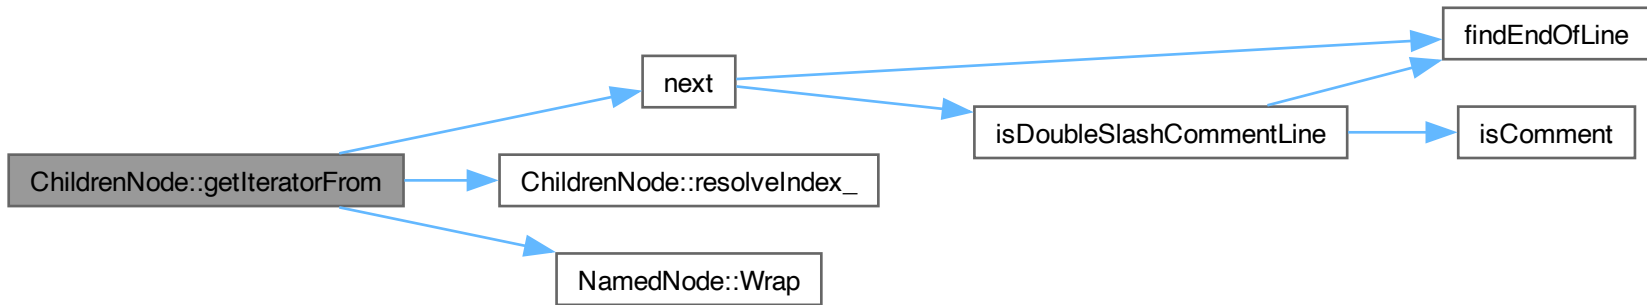 ChildrenNode::getIteratorFrom
next
ChildrenNode::resolveIndex_
NamedNode::Wrap
isDoubleSlashCommentLine
findEndOfLine
isComment